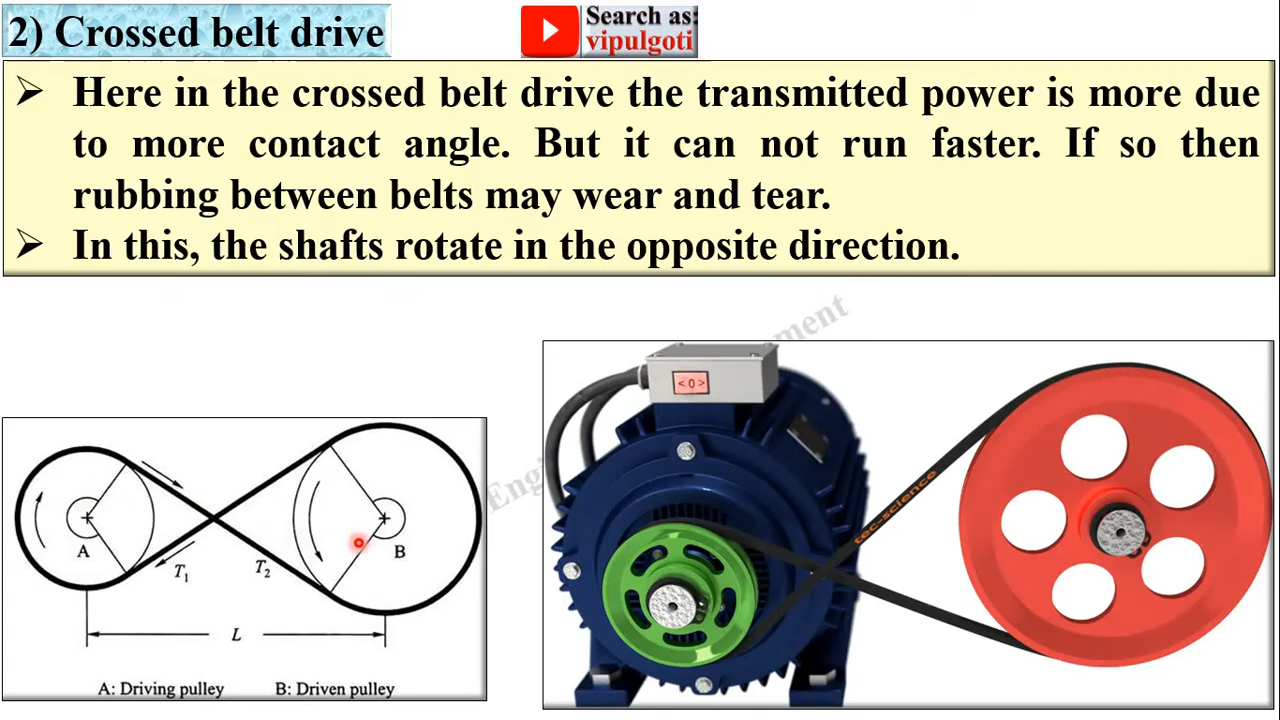 2) Crossed belt drive
Search as:
vipulgoti
➢ Here in the crossed belt drive the transmitted power is more due
to more contact angle. But it can not run faster. If so then
rubbing between belts may wear and tear.
➢ In this, the shafts rotate in the opposite direction.
< 0 >
tec-science
A
B
T1
T2
L
A: Driving pulley
B: Driven pulley